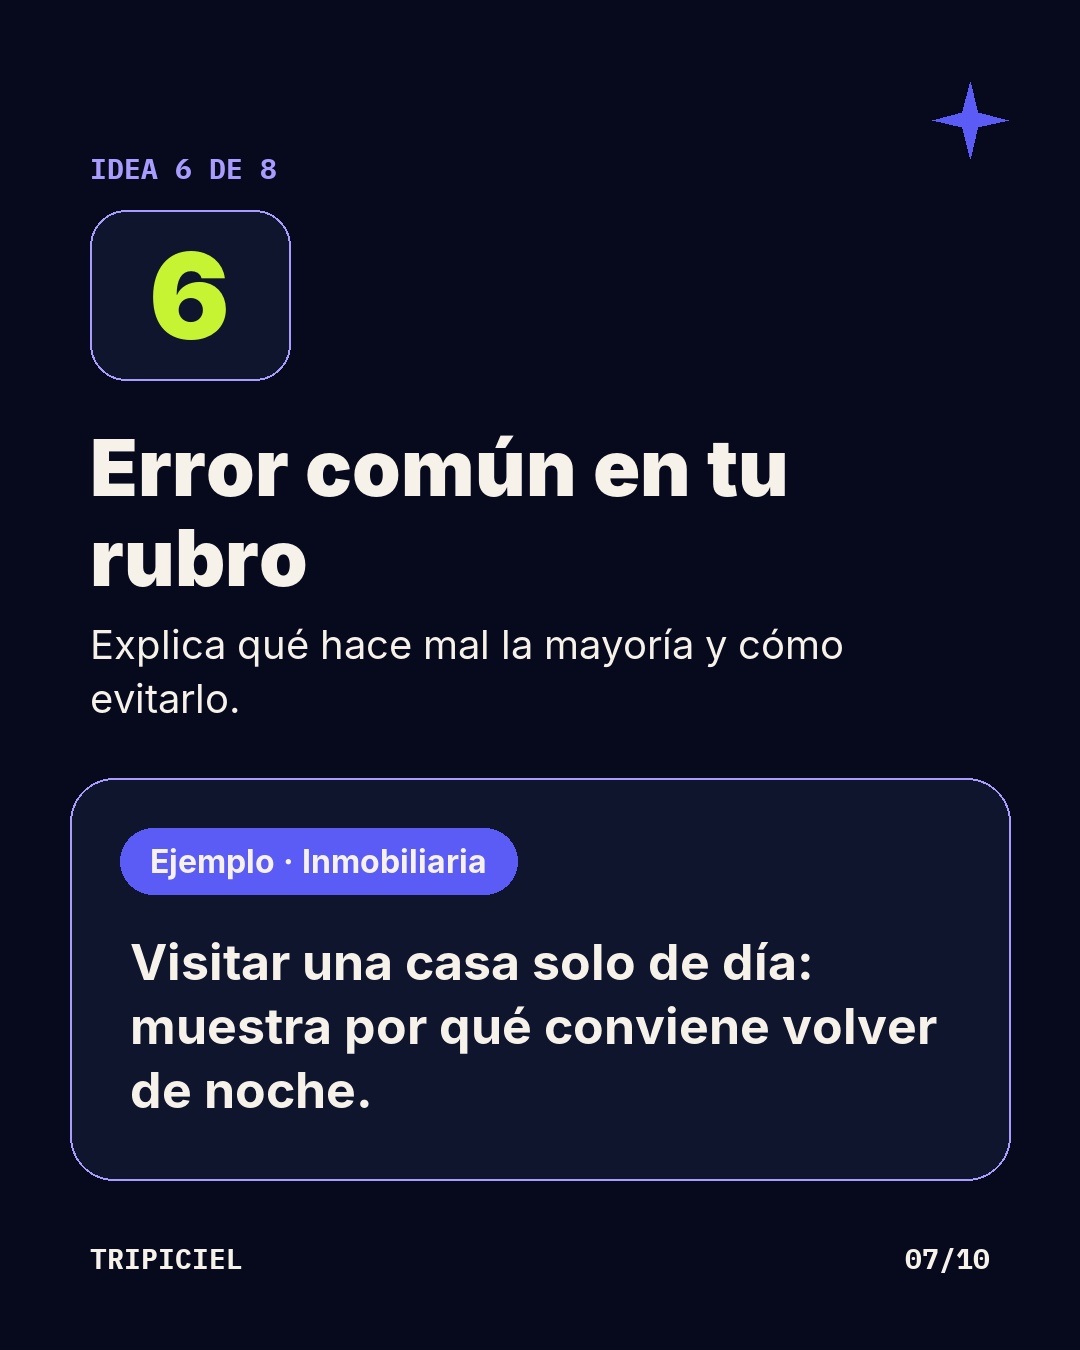 IDEA 6 DE 8
6
Error común en tu
rubro
Explica qué hace mal la mayoría y cómo
evitarlo.
Ejemplo · Inmobiliaria
Visitar una casa solo de día:
muestra por qué conviene volver
de noche.
TRIPICIEL
07/10